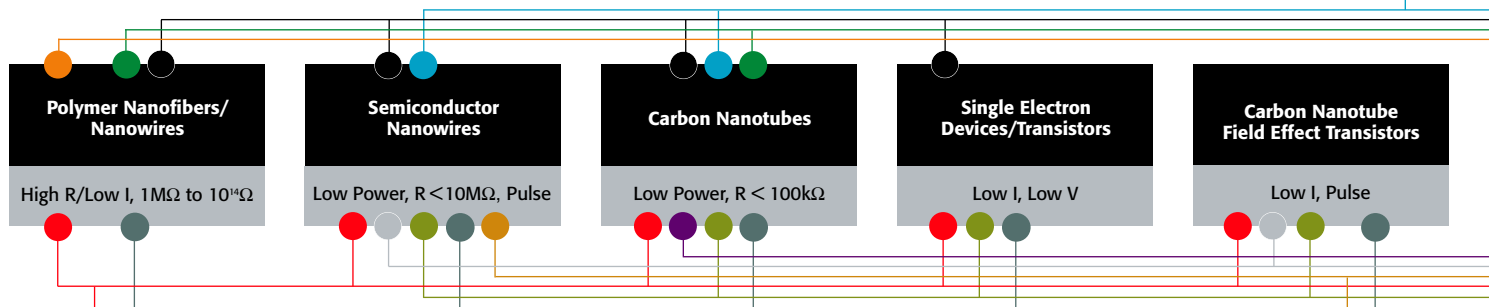 Polymer Nanofibers/
Nanowires
High R/Low I, 1MΩ to 10¹⁴Ω
Semiconductor
Nanowires
Low Power, R<10MΩ, Pulse
Carbon Nanotubes
Low Power, R < 100kΩ
Single Electron
Devices/Transistors
Low I, Low V
Carbon Nanotube
Field Effect Transistors
Low I, Pulse